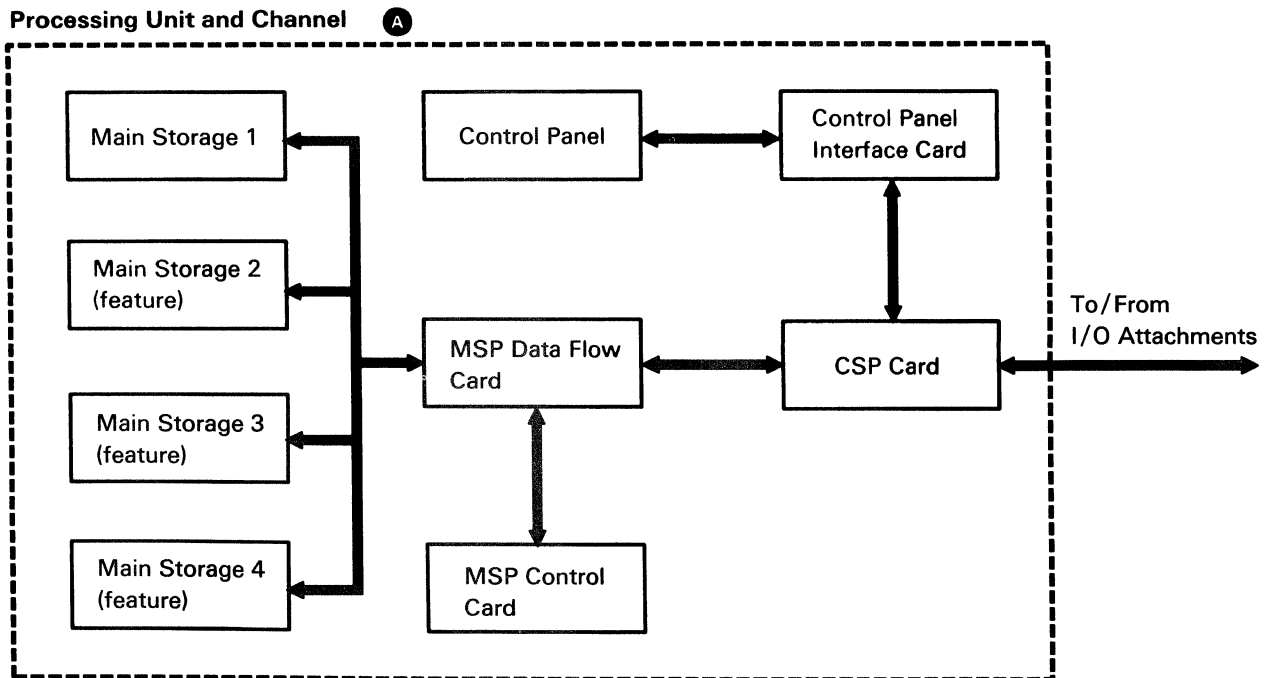 Processing Unit and Channel A
Main Storage 1
Control Panel
Control Panel
Interface Card
Main Storage 2
(feature)
To/From
I/O Attachments
MSP Data Flow
Card
CSP Card
Main Storage 3
(feature)
Main Storage 4
(feature)
MSP Control
Card